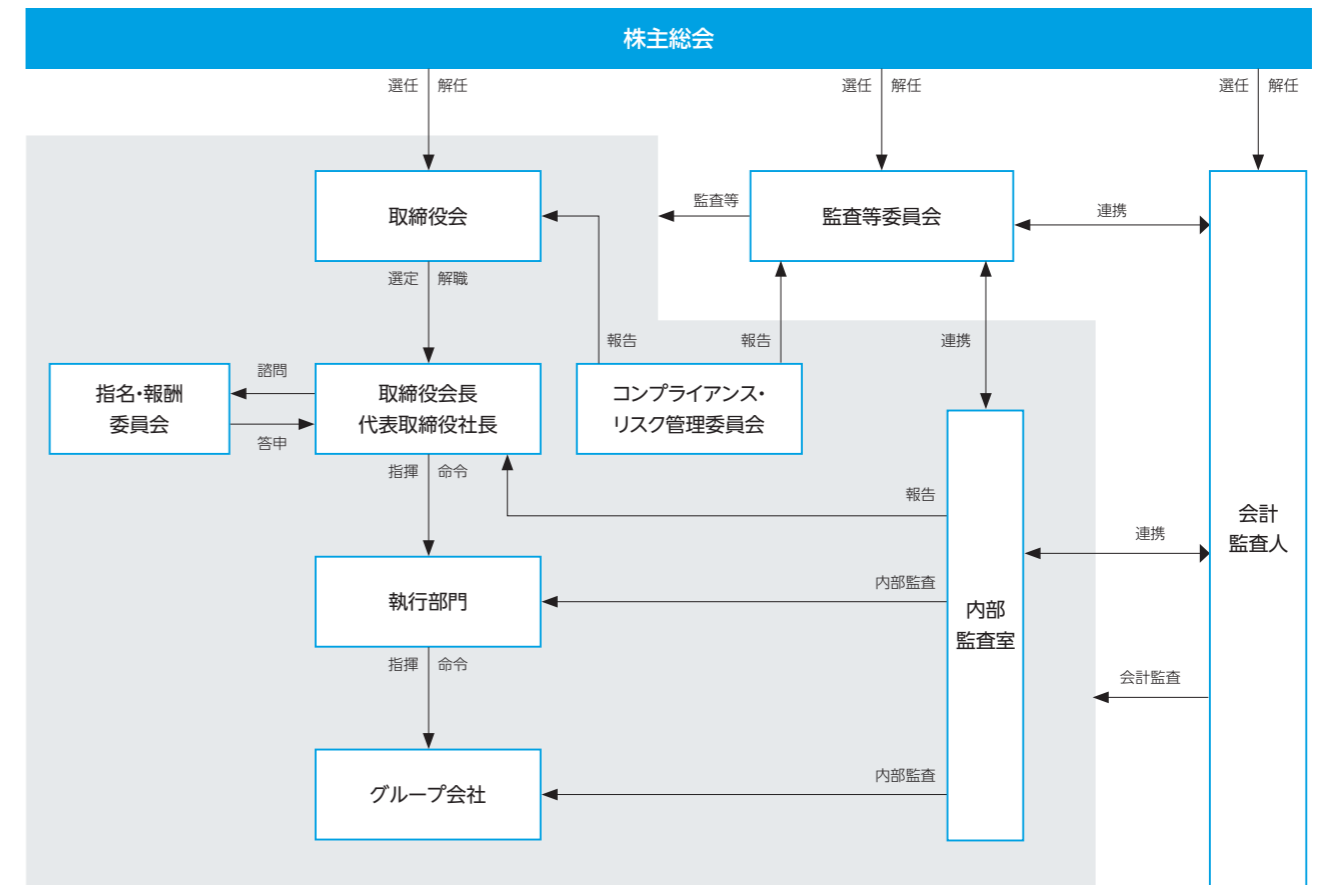 株主総会
選任 解任
選任 解任
選任 解任
取締役会
監査等
監査等委員会
連携
選定 解職
報告
報告
連携
指名・報酬
委員会
諮問
答申
取締役会長
代表取締役社長
コンプライアンス・
リスク管理委員会
指揮 命令
報告
会計
監査人
連携
執行部門
内部監査
内部
監査室
指揮 命令
会計監査
グループ会社
内部監査